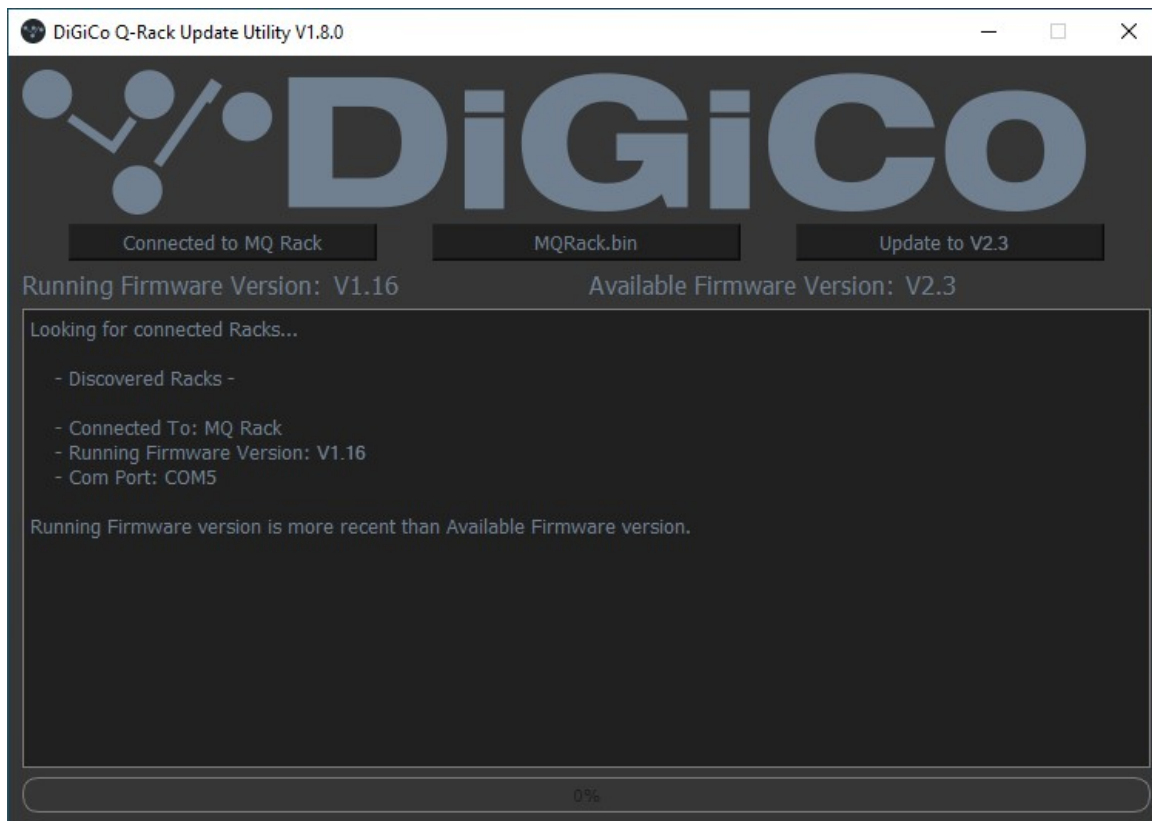 DiGiCo Q-Rack Update Utility V1.8.0
DiGiCo
Connected to MQ Rack
MQRack.bin
Update to V2.3
Running Firmware Version: V1.16
Available Firmware Version: V2.3
Looking for connected Racks...
- Discovered Racks -
- Connected To: MQ Rack
- Running Firmware Version: V1.16
- Com Port: COM5
Running Firmware version is more recent than Available Firmware version.
0%